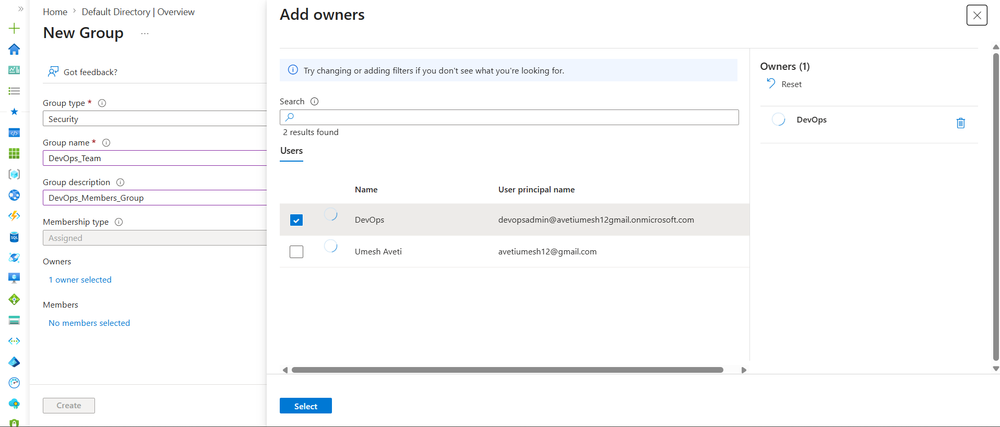 Home > Default Directory | Overview
New Group ...
Got feedback?
Group type *
Security
Group name *
DevOps_Team
Group description
DevOps_Members_Group
Membership type
Assigned
Owners
1 owner selected
Members
No members selected
Create
Add owners
Try changing or adding filters if you don't see what you're looking for.
Search
2 results found
Users
Name User principal name
DevOps devopsadmin@avetiumesh12gmail.onmicrosoft.com
Umesh Aveti avetiumesh12@gmail.com
Select
Owners (1)
Reset
DevOps